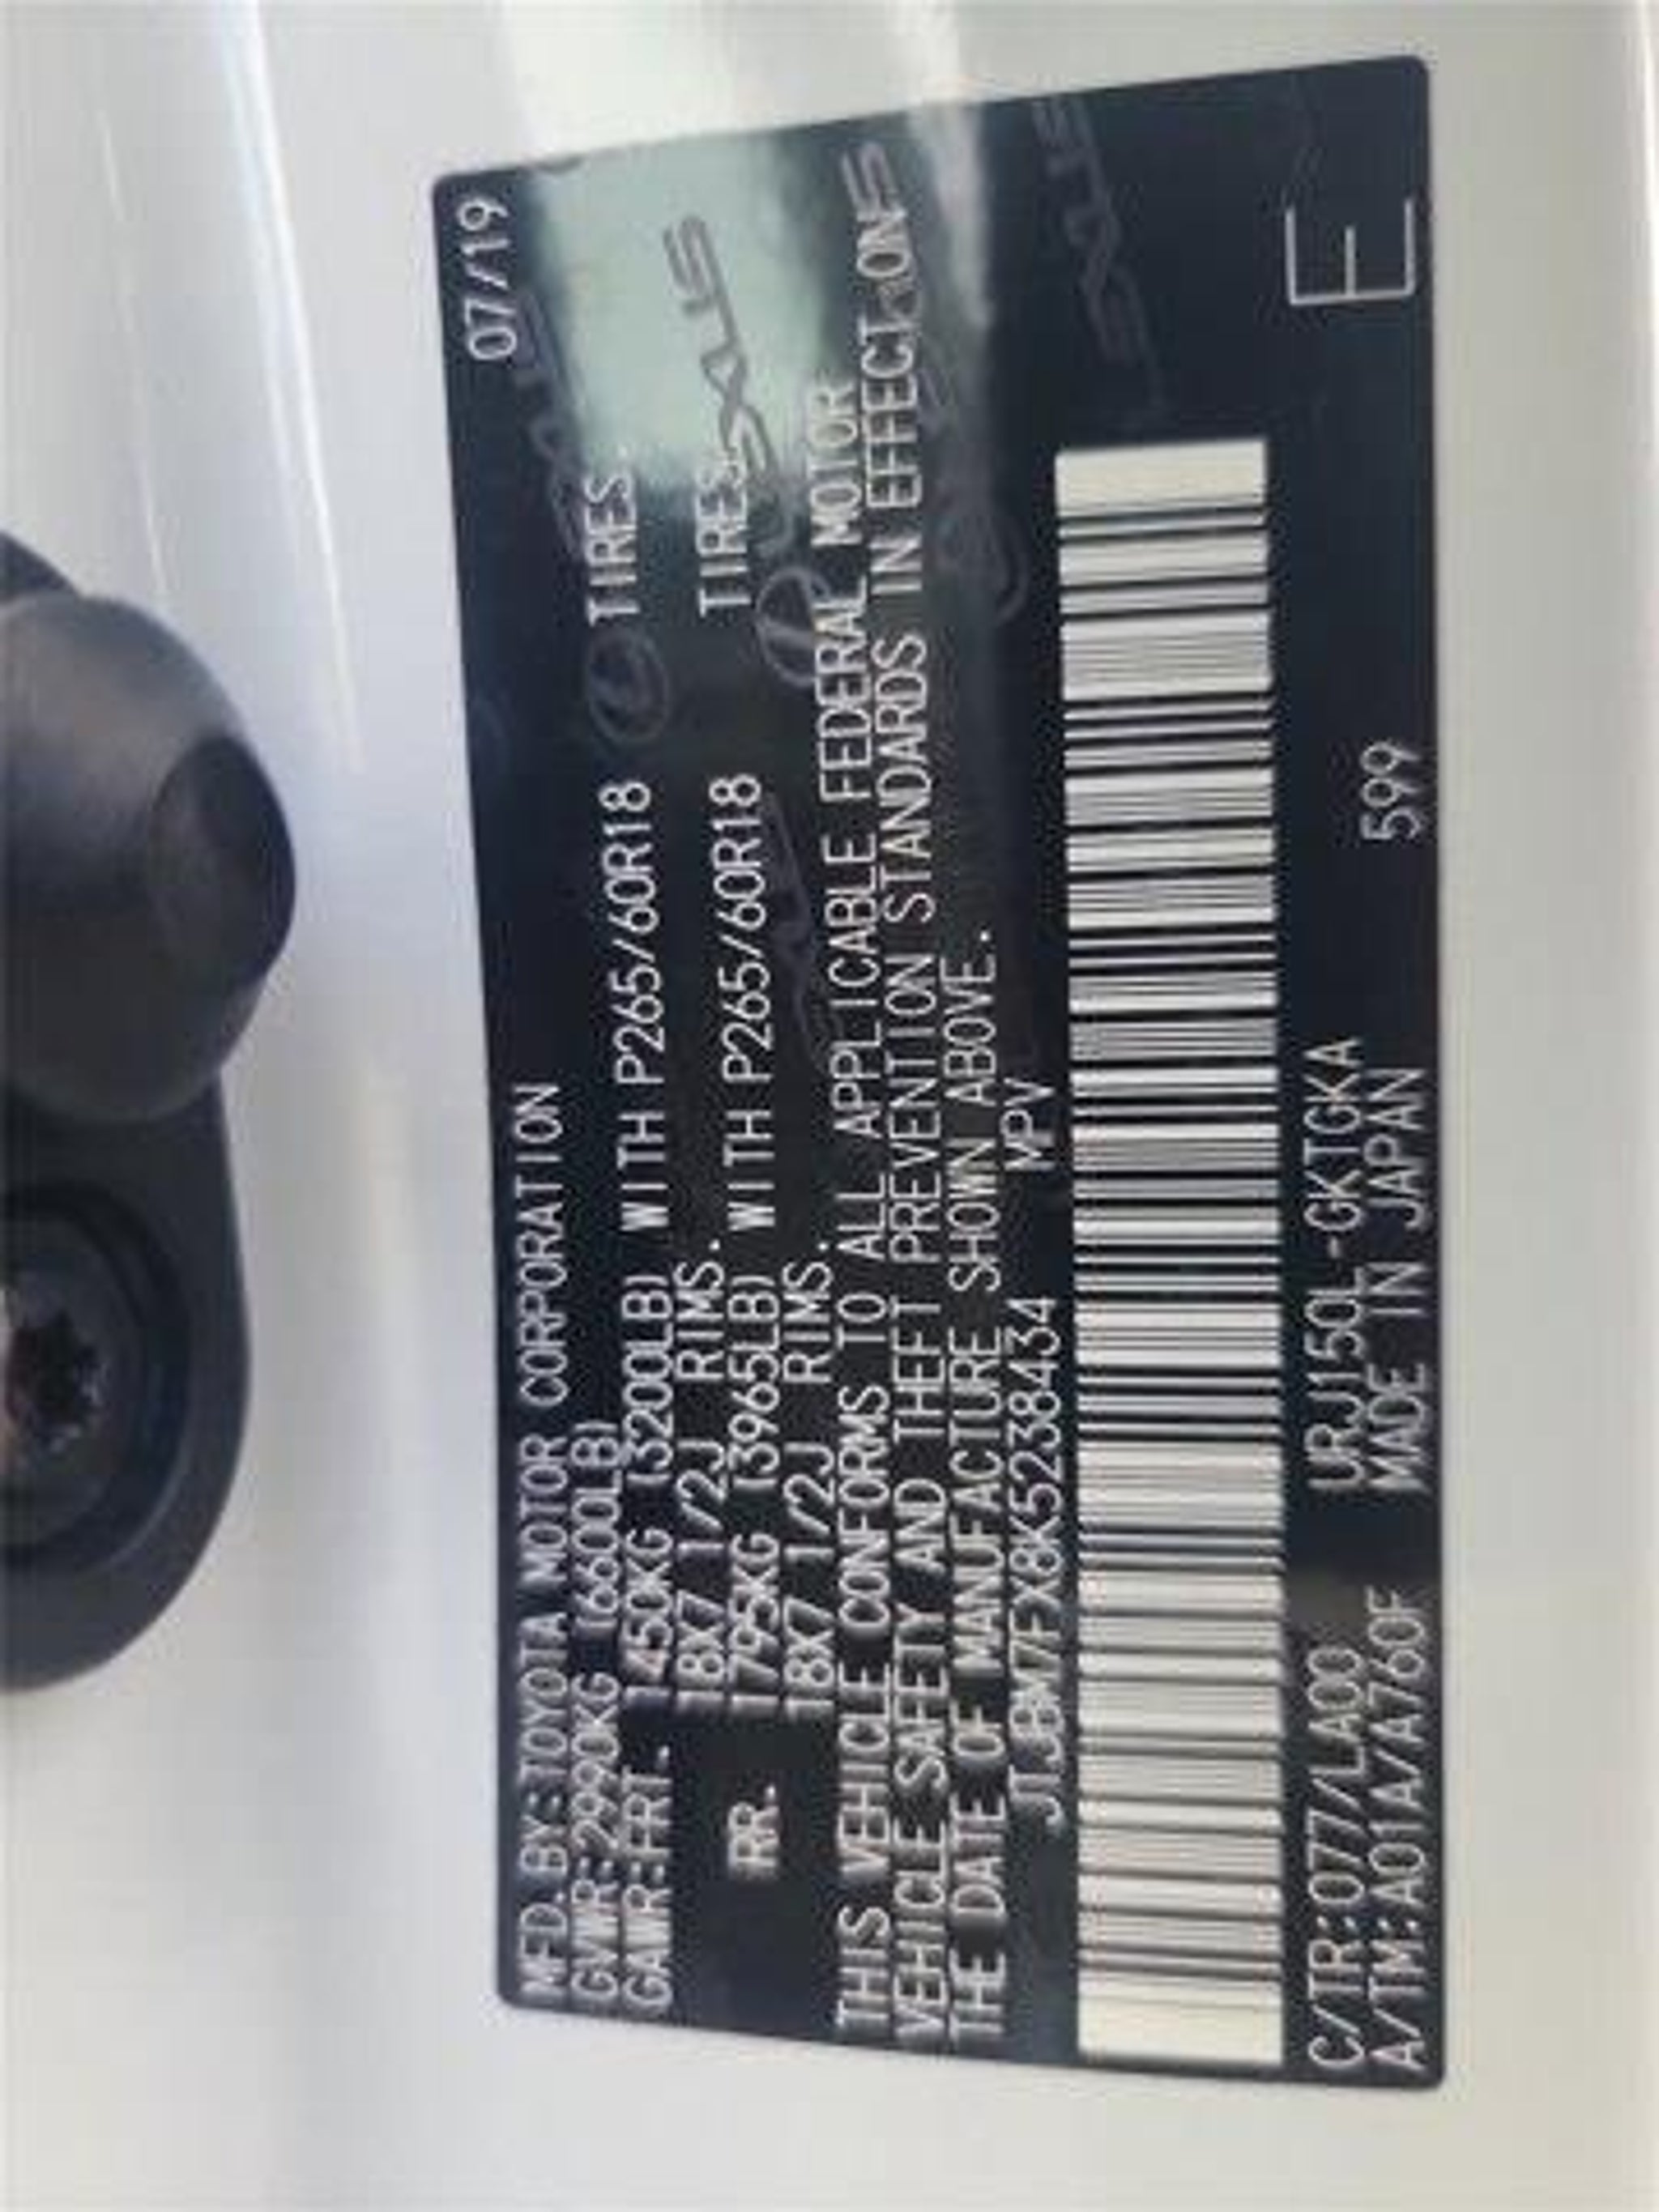 MFD.BY:TOYOTA MOTOR CORPORATION 07/19
GVWR:2990KG (6600LB)
GAWR:FRT. 1450KG (3200LB) WITH P265/60R18 TIRES.
18X7 1/2J RIMS.
RR. 1795KG (3965LB) WITH P265/60R18 TIRES.
18X7 1/2J RIMS.
THIS VEHICLE CONFORMS TO ALL APPLICABLE FEDERAL MOTOR
VEHICLE SAFETY AND THEFT PREVENTION STANDARDS IN EFFECT ON
THE DATE OF MANUFACTURE SHOWN ABOVE.
JTJBM7FX8K5238434 MPV
C/TR:077/LA00 URJ150L-GKTGKA
A/TM:A01A/A760F MADE IN JAPAN 599
E
LEXUS